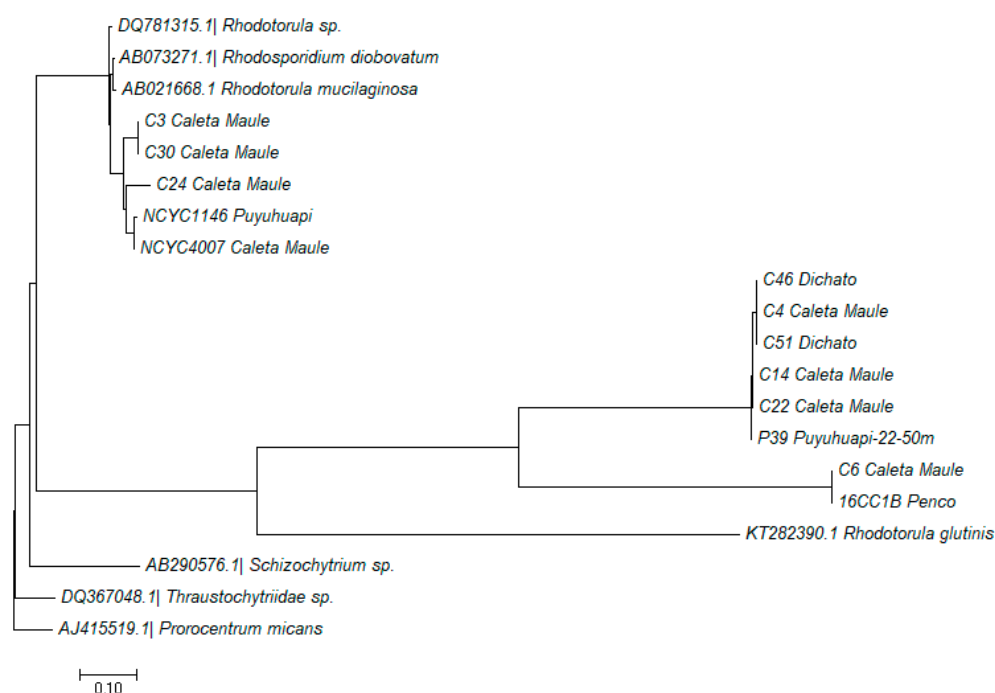 DQ781315.1| Rhodotorula sp.
AB073271.1| Rhodosporidium diobovatum
AB021668.1 Rhodotorula mucilaginosa
C3 Caleta Maule
C30 Caleta Maule
C24 Caleta Maule
NCYC1146 Puyuhuapi
NCYC4007 Caleta Maule
C46 Dichato
C4 Caleta Maule
C51 Dichato
C14 Caleta Maule
C22 Caleta Maule
P39 Puyuhuapi-22-50m
C6 Caleta Maule
16CC1B Penco
KT282390.1 Rhodotorula glutinis
AB290576.1| Schizochytrium sp.
DQ367048.1| Thraustochytriidae sp.
AJ415519.1| Prorocentrum micans
0.10